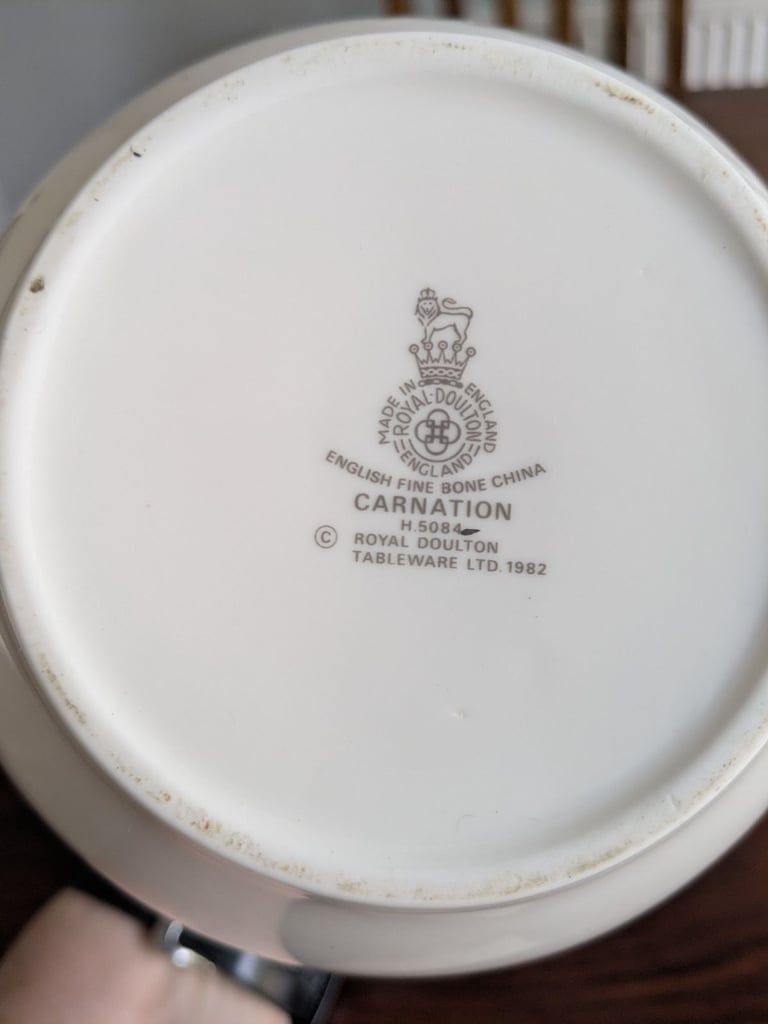 MADE IN ENGLAND
ROYAL·DOULTON
ENGLAND
ENGLISH FINE BONE CHINA
CARNATION
H.5084
© ROYAL DOULTON
TABLEWARE LTD. 1982